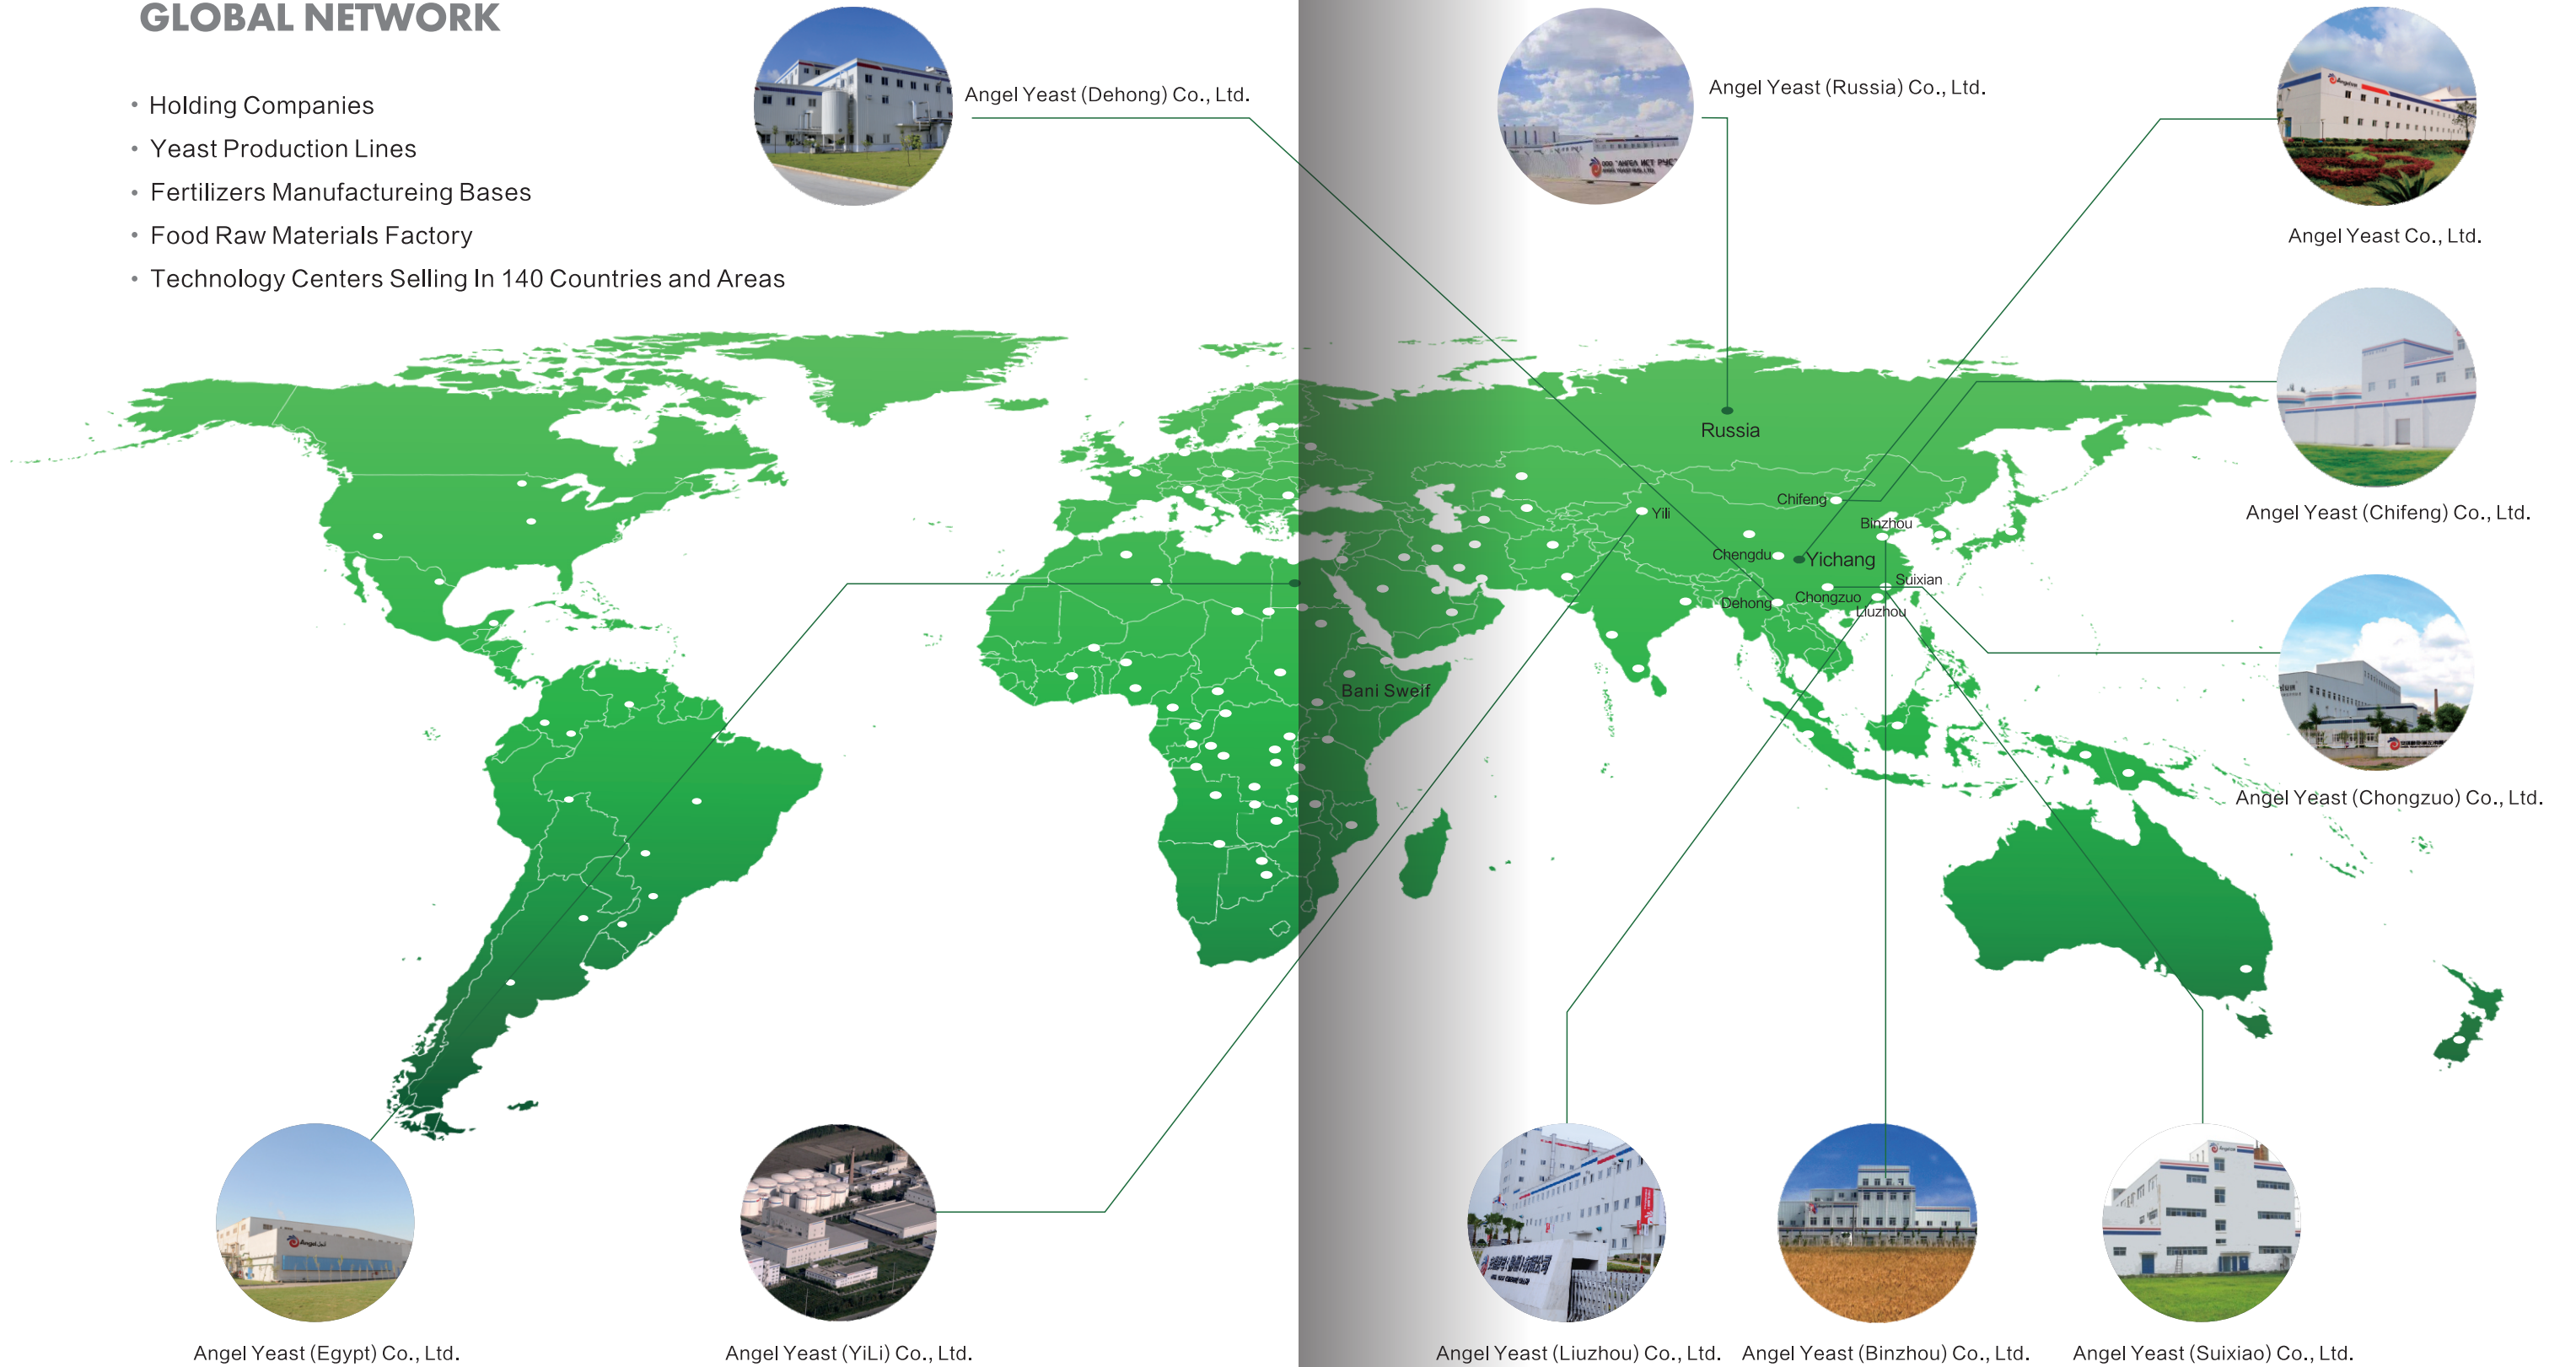 GLOBAL NETWORK
• Holding Companies
• Yeast Production Lines
• Fertilizers Manufactureing Bases
• Food Raw Materials Factory
• Technology Centers Selling In 140 Countries and Areas
Angel Yeast (Dehong) Co., Ltd.
Angel Yeast (Russia) Co., Ltd.
Angel Yeast Co., Ltd.
Angel Yeast (Chifeng) Co., Ltd.
Angel Yeast (Chongzuo) Co., Ltd.
Russia
Chifeng
Yili
Binzhou
Chengdu
Yichang
Suixian
Dehong
Chongzuo
Liuzhou
Bani Sweif
Angel
Angel Yeast (Egypt) Co., Ltd.
Angel Yeast (YiLi) Co., Ltd.
Angel Yeast (Liuzhou) Co., Ltd.
Angel Yeast (Binzhou) Co., Ltd.
Angel Yeast (Suixiao) Co., Ltd.